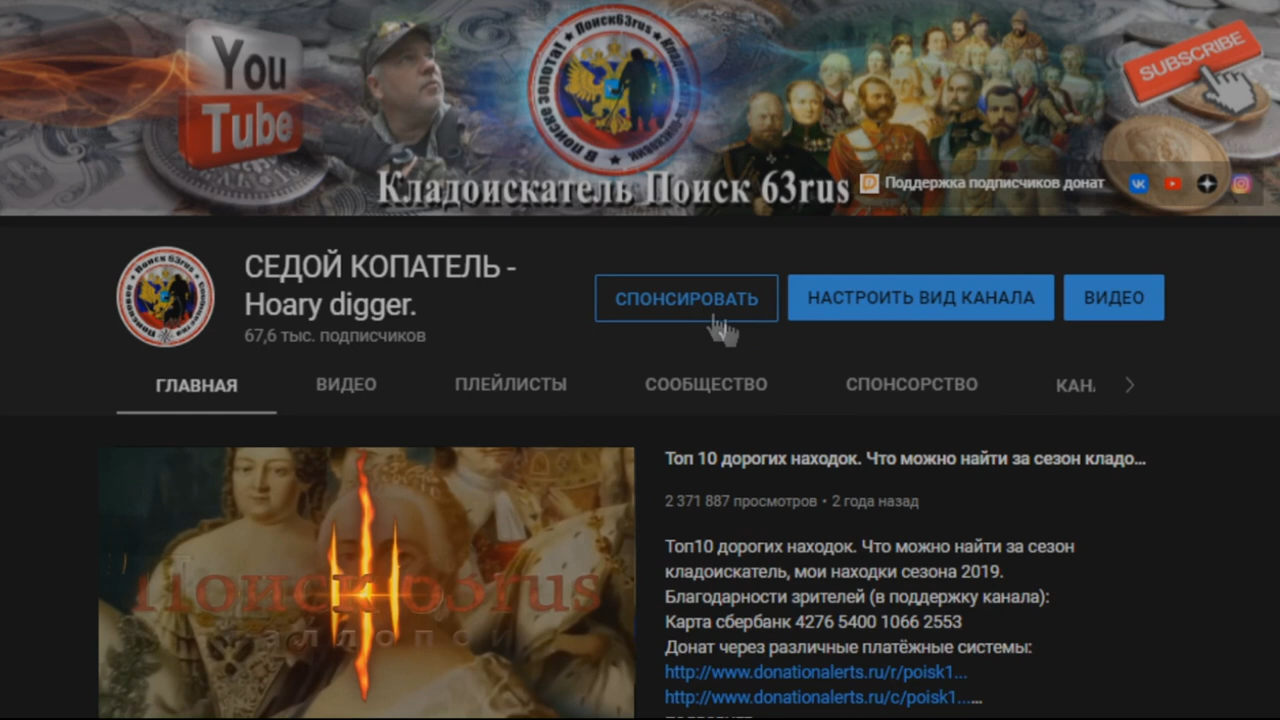 You
Tube
Поиск63rus
В поиске золота!
SUBSCRIBE
Кладоискатель Поиск 63rus
Поддержка подписчиков донат
СЕДОЙ КОПАТЕЛЬ -
Hoary digger.
67,6 тыс. подписчиков
СПОНСИРОВАТЬ
НАСТРОИТЬ ВИД КАНАЛА
ВИДЕО
ГЛАВНАЯ
ВИДЕО
ПЛЕЙЛИСТЫ
СООБЩЕСТВО
СПОНСОРСТВО
КАН
Топ 10 дорогих находок. Что можно найти за сезон кладо...
2 371 887 просмотров • 2 года назад
Топ10 дорогих находок. Что можно найти за сезон
кладоискатель, мои находки сезона 2019.
Благодарности зрителей (в поддержку канала):
Карта сбербанк 4276 5400 1066 2553
Донат через различные платёжные системы:
http://www.donationalerts.ru/r/poisk1...
http://www.donationalerts.ru/c/poisk1......
Поиск 63rus